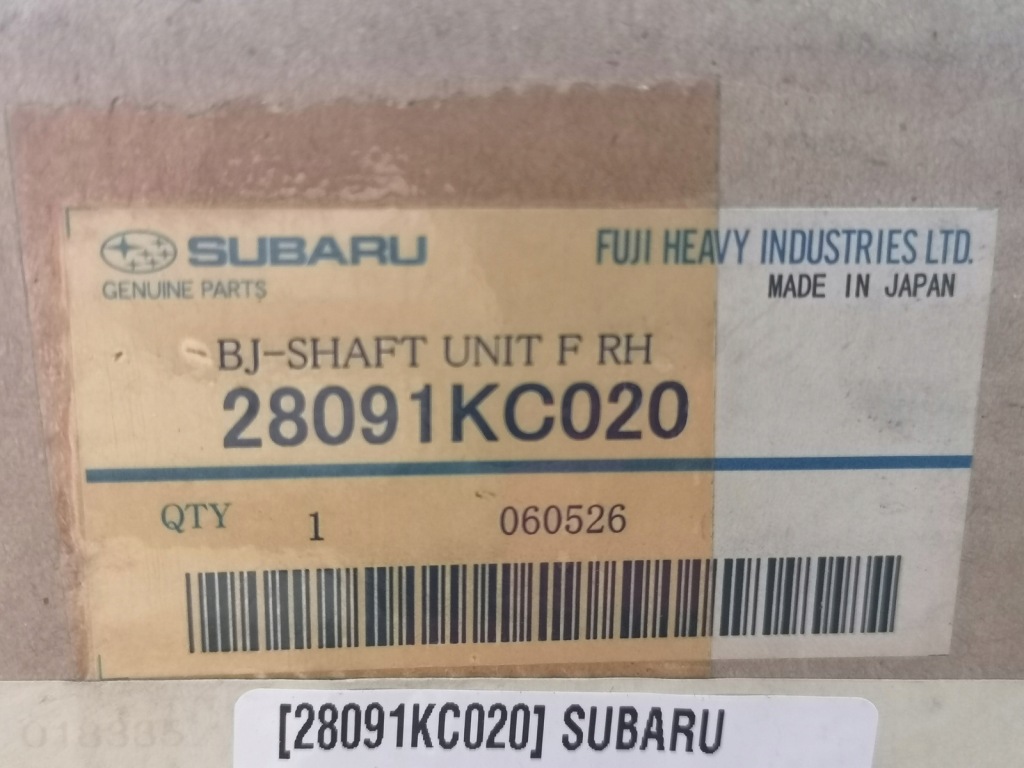 SUBARU FUJI HEAVY INDUSTRIES LTD.
GENUINE PARTS MADE IN JAPAN
BJ-SHAFT UNIT F RH
28091KC020
QTY 1 060526
[28091KC020] SUBARU